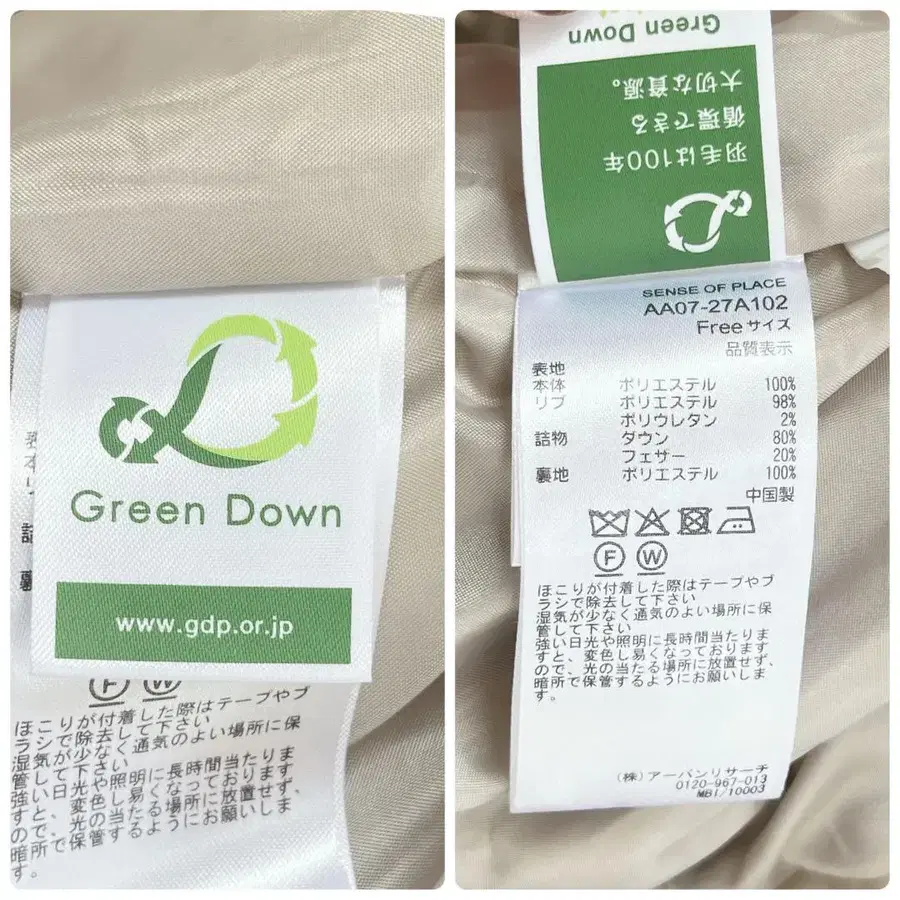 Green Down
www.gdp.or.jp
F W
ほこりが付着した際はテープやブ
ラシで除去して下さい
湿気が少なく通気のよい場所に保
管して下さい
強い日光や照明に長時間当たりま
すと、変色し易くなっております
ので、光の当たる場所に放置せず、
暗所で保管するようにお願いしま
す。
Green Down
羽毛は100年
循環できる
大切な資源。
SENSE OF PLACE
AA07-27A102
Freeサイズ
品質表示
表地
本体 ポリエステル 100%
リブ ポリエステル 98%
ポリウレタン 2%
詰物 ダウン 80%
フェザー 20%
裏地 ポリエステル 100%
中国製
F W
ほこりが付着した際はテープやブ
ラシで除去して下さい
湿気が少なく通気のよい場所に保
管して下さい
強い日光や照明に長時間当たりま
すと、変色し易くなっております
ので、光の当たる場所に放置せず、
暗所で保管するようにお願いしま
す。
(株)アーバンリサーチ
0120-967-013
MBI/10003